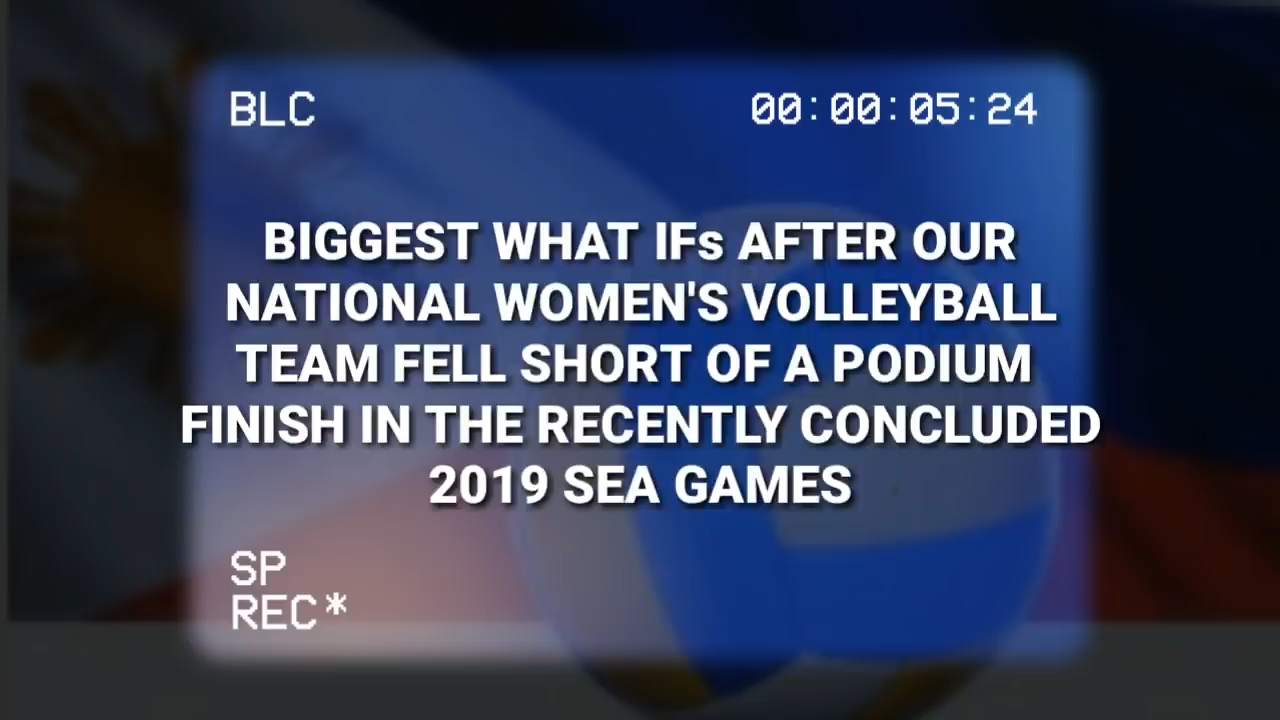 BLC
00:00:05:24
BIGGEST WHAT IFs AFTER OUR
NATIONAL WOMEN'S VOLLEYBALL
TEAM FELL SHORT OF A PODIUM
FINISH IN THE RECENTLY CONCLUDED
2019 SEA GAMES
SP
REC*